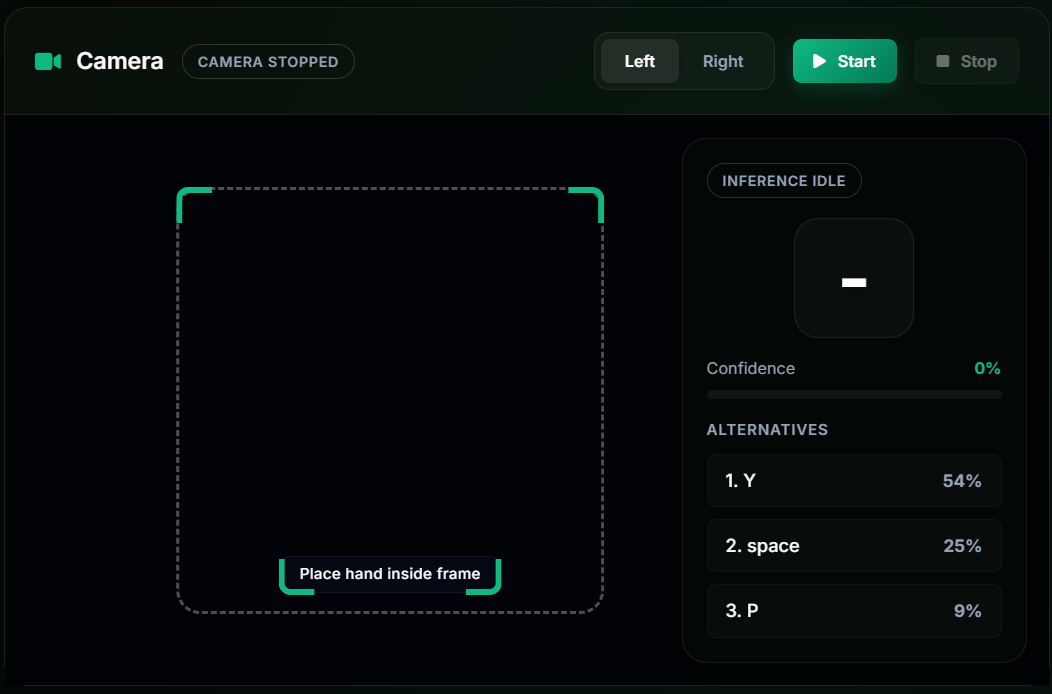 Camera
CAMERA STOPPED
Left
Right
Start
Stop
Place hand inside frame
INFERENCE IDLE
–
Confidence
0%
ALTERNATIVES
1. Y
54%
2. space
25%
3. P
9%